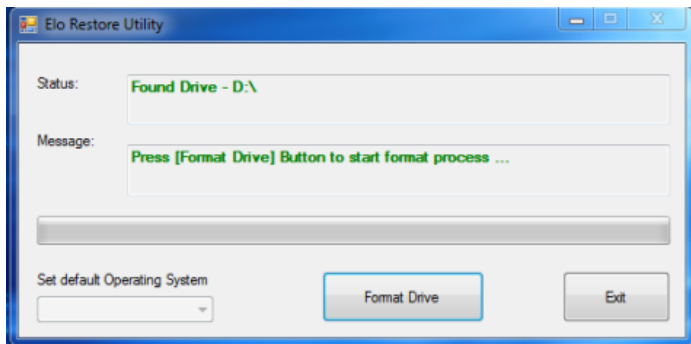 Elo Restore Utility
Status:
Found Drive - D:\
Message:
Press [Format Drive] Button to start format process ...
Set default Operating System
Format Drive
Exit